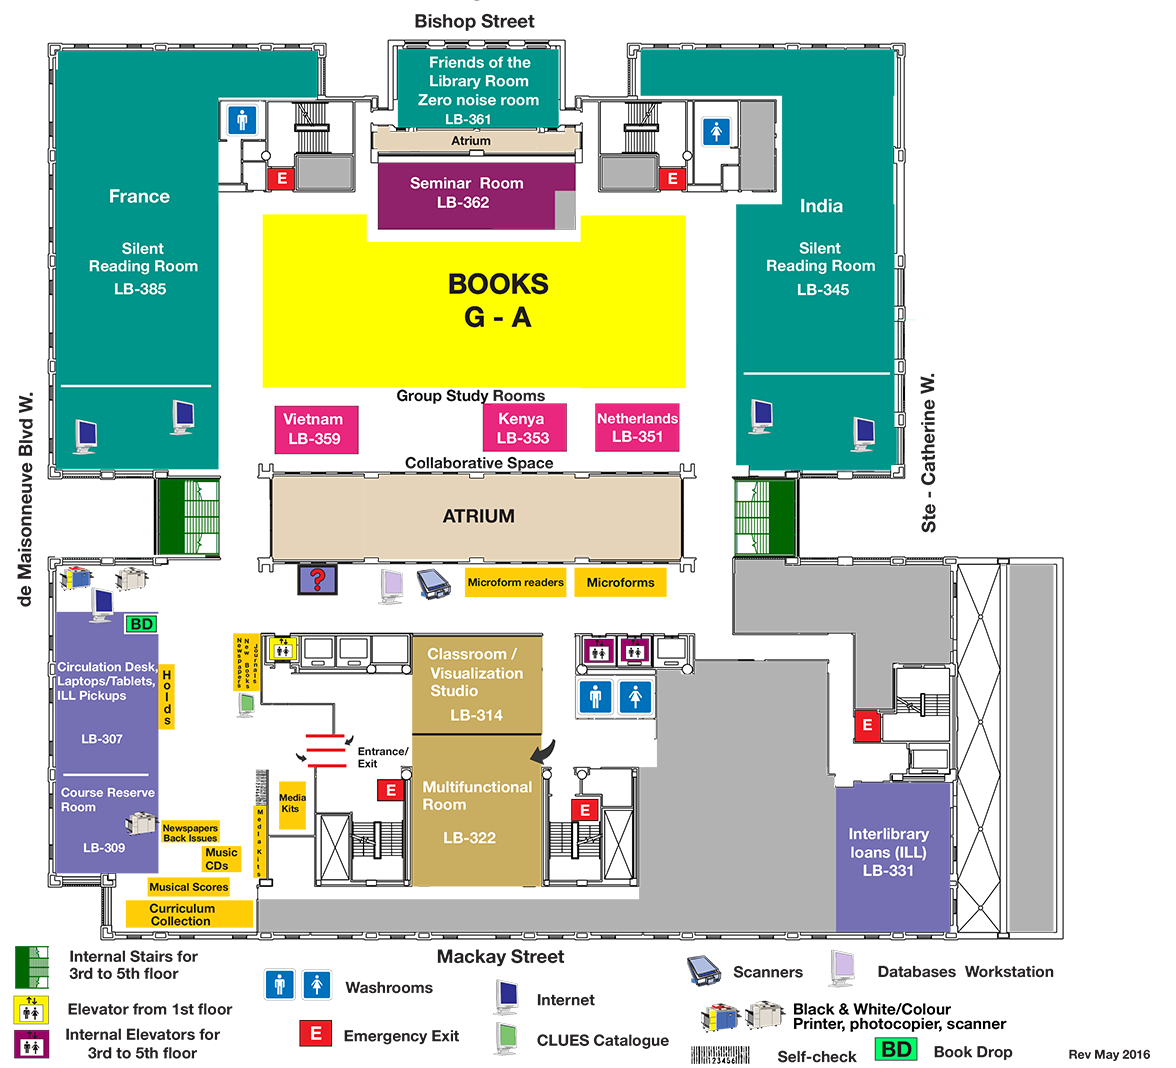 Bishop Street
Friends of the
Library Room
Zero noise room
LB-361
Atrium
E
E
Seminar Room
LB-362
France
Silent
Reading Room
LB-385
India
Silent
Reading Room
LB-345
BOOKS
G - A
Group Study Rooms
Vietnam
LB-359
Kenya
LB-353
Netherlands
LB-351
Collaborative Space
de Maisonneuve Blvd W.
Ste - Catherine W.
ATRIUM
?
Microform readers
Microforms
BD
Circulation Desk,
Laptops/Tablets,
ILL Pickups
LB-307
Holds
Newspapers
New Books
Journals
Classroom /
Visualization
Studio
LB-314
Entrance/
Exit
E
E
E
Multifunctional
Room
LB-322
Course Reserve
Room
LB-309
Media
Kits
Media Kits
Newspapers
Back Issues
Music
CDs
Musical Scores
Curriculum
Collection
Interlibrary
loans (ILL)
LB-331
Mackay Street
Internal Stairs for
3rd to 5th floor
Elevator from 1st floor
Internal Elevators for
3rd to 5th floor
Washrooms
E
Emergency Exit
Internet
CLUES Catalogue
Scanners
Databases Workstation
Black & White/Colour
Printer, photocopier, scanner
123456
Self-check
BD
Book Drop
Rev May 2016